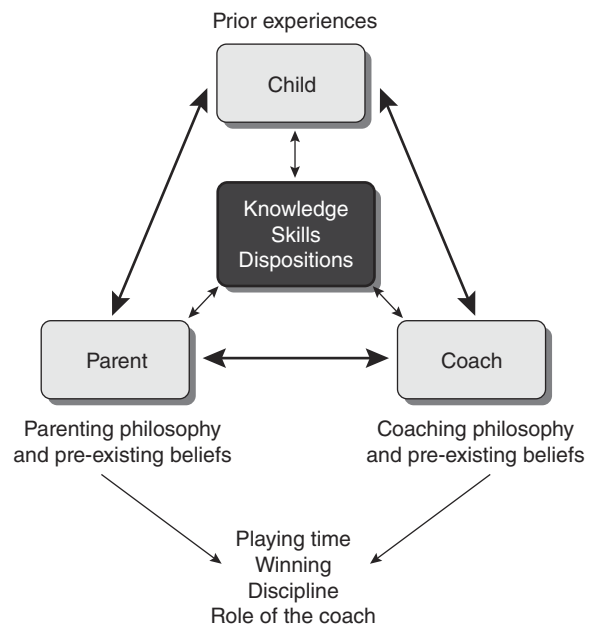 Prior experiences
Child
Knowledge
Skills
Dispositions
Parent
Coach
Parenting philosophy
and pre-existing beliefs
Coaching philosophy
and pre-existing beliefs
Playing time
Winning
Discipline
Role of the coach